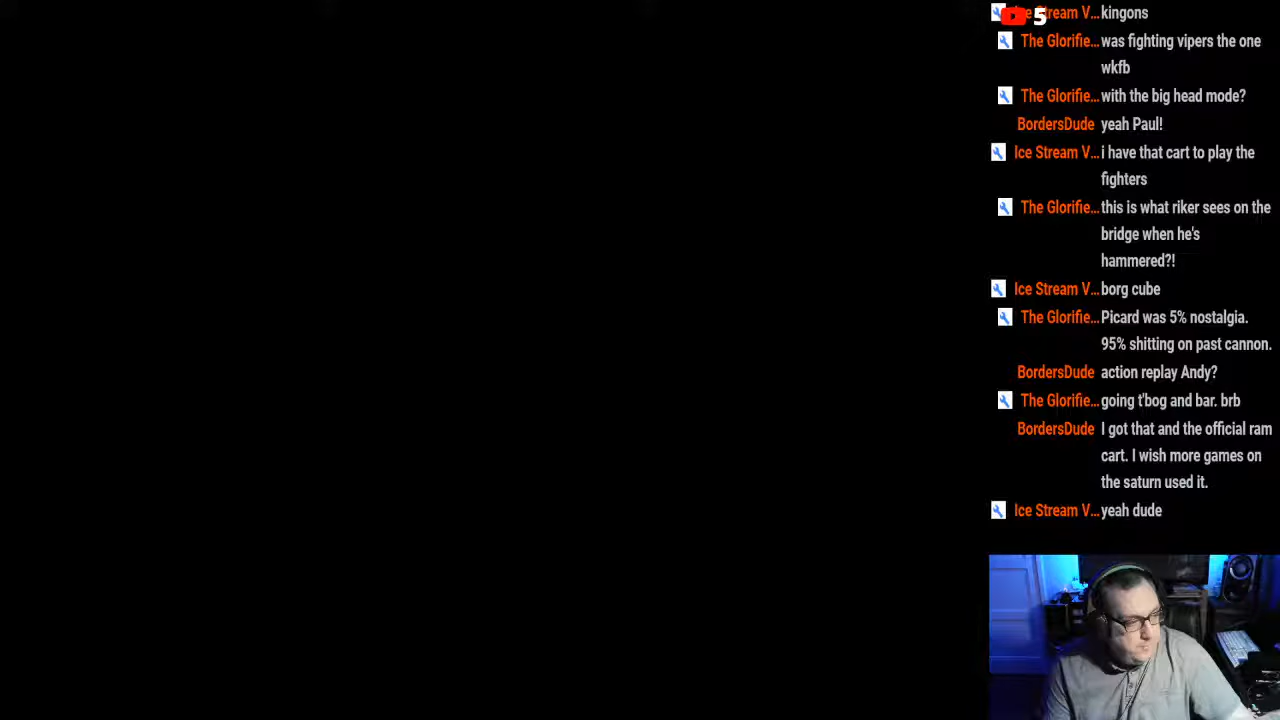 Stream V… kingons
5
The Glorifie… was fighting vipers the one
wkfb
The Glorifie… with the big head mode?
BordersDude yeah Paul!
Ice Stream V… i have that cart to play the
fighters
The Glorifie… this is what riker sees on the
bridge when he's
hammered?!
Ice Stream V… borg cube
The Glorifie… Picard was 5% nostalgia.
95% shitting on past cannon.
BordersDude action replay Andy?
The Glorifie… going t'bog and bar. brb
BordersDude I got that and the official ram
cart. I wish more games on
the saturn used it.
Ice Stream V… yeah dude